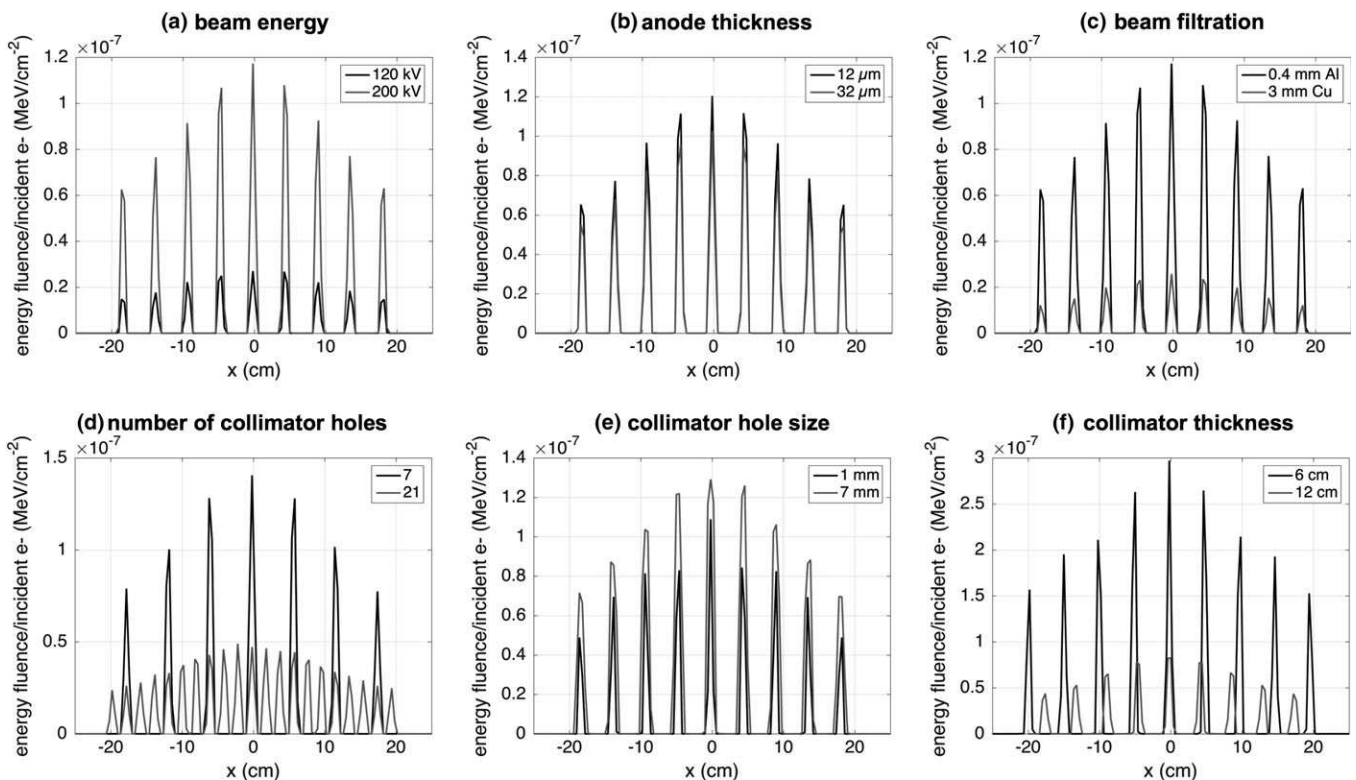 (a) beam energy
×10⁻⁷
energy fluence/incident e- (MeV/cm⁻²)
1.2
1
0.8
0.6
0.4
0.2
0
120 kV
200 kV
-20 -10 0 10 20
x (cm)
(b) anode thickness
×10⁻⁷
energy fluence/incident e- (MeV/cm⁻²)
1.4
1.2
1
0.8
0.6
0.4
0.2
0
12 µm
32 µm
-20 -10 0 10 20
x (cm)
(c) beam filtration
×10⁻⁷
energy fluence/incident e- (MeV/cm⁻²)
1.2
1
0.8
0.6
0.4
0.2
0
0.4 mm Al
3 mm Cu
-20 -10 0 10 20
x (cm)
(d) number of collimator holes
×10⁻⁷
energy fluence/incident e- (MeV/cm⁻²)
1.5
1
0.5
0
7
21
-20 -10 0 10 20
x (cm)
(e) collimator hole size
×10⁻⁷
energy fluence/incident e- (MeV/cm⁻²)
1.4
1.2
1
0.8
0.6
0.4
0.2
0
1 mm
7 mm
-20 -10 0 10 20
x (cm)
(f) collimator thickness
×10⁻⁷
energy fluence/incident e- (MeV/cm⁻²)
3
2.5
2
1.5
1
0.5
0
6 cm
12 cm
-20 -10 0 10 20
x (cm)